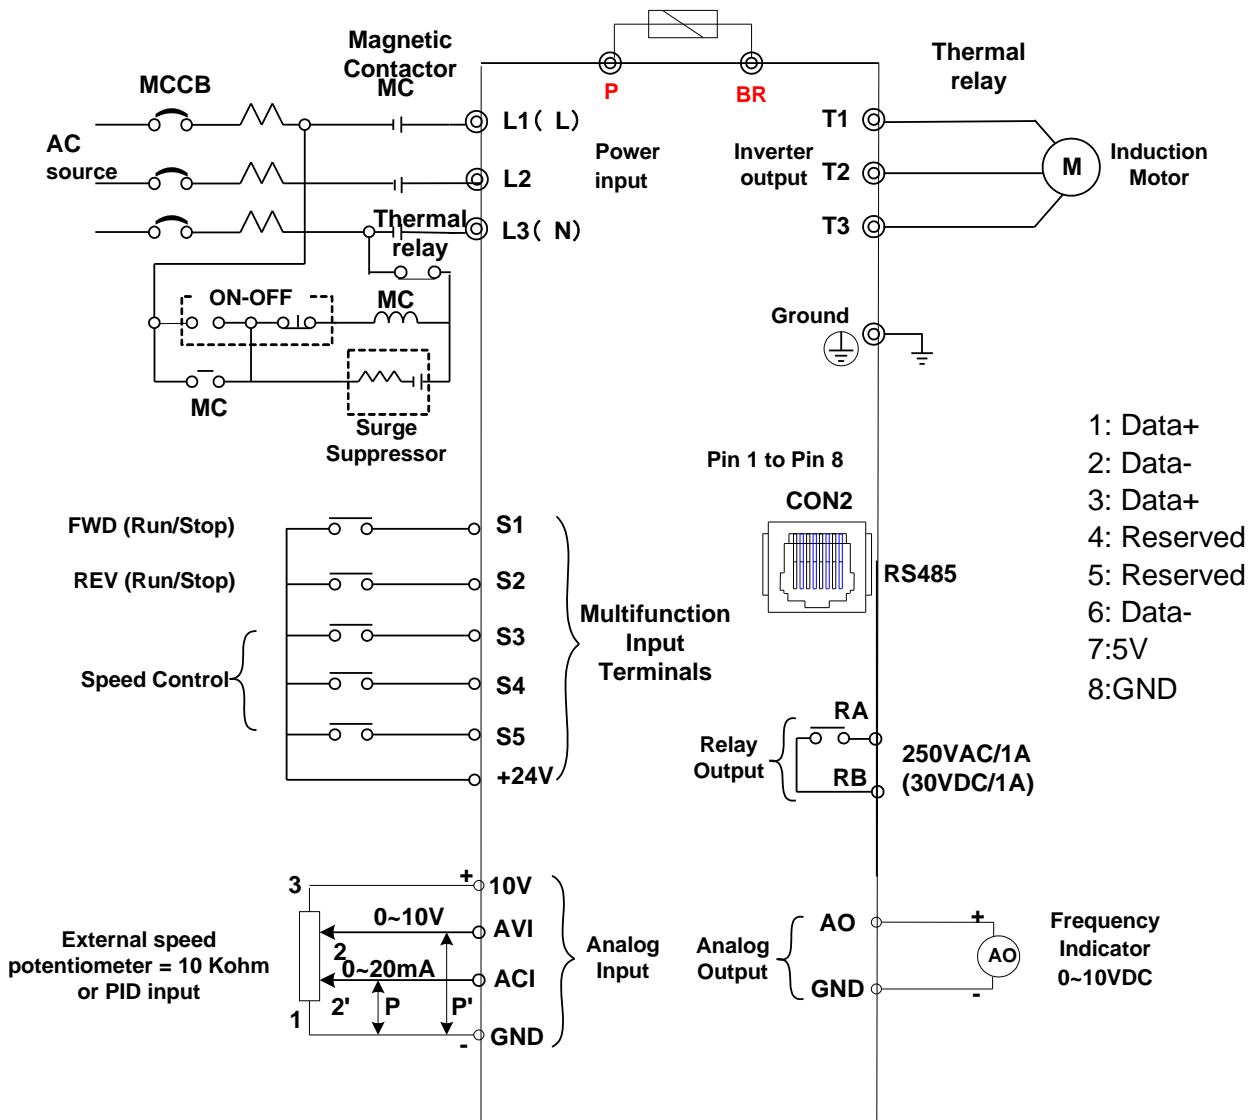 Magnetic
Contactor
MC
MCCB
P
BR
Thermal
relay
L1( L)
T1
AC
source
Power
input
Inverter
output
T2
M
Induction
Motor
L2
Thermal
relay
L3( N)
T3
ON-OFF
MC
Ground
MC
Surge
Suppressor
Pin 1 to Pin 8
CON2
RS485
1: Data+
2: Data-
3: Data+
4: Reserved
5: Reserved
6: Data-
7:5V
8:GND
FWD (Run/Stop)
S1
REV (Run/Stop)
S2
S3
Speed Control
S4
S5
+24V
Multifunction
Input
Terminals
Relay
Output
RA
RB
250VAC/1A
(30VDC/1A)
3
+
10V
0~10V
AVI
2
0~20mA
ACI
2'
P
P'
1
-
GND
External speed
potentiometer = 10 Kohm
or PID input
Analog
Input
Analog
Output
AO
GND
+
AO
-
Frequency
Indicator
0~10VDC